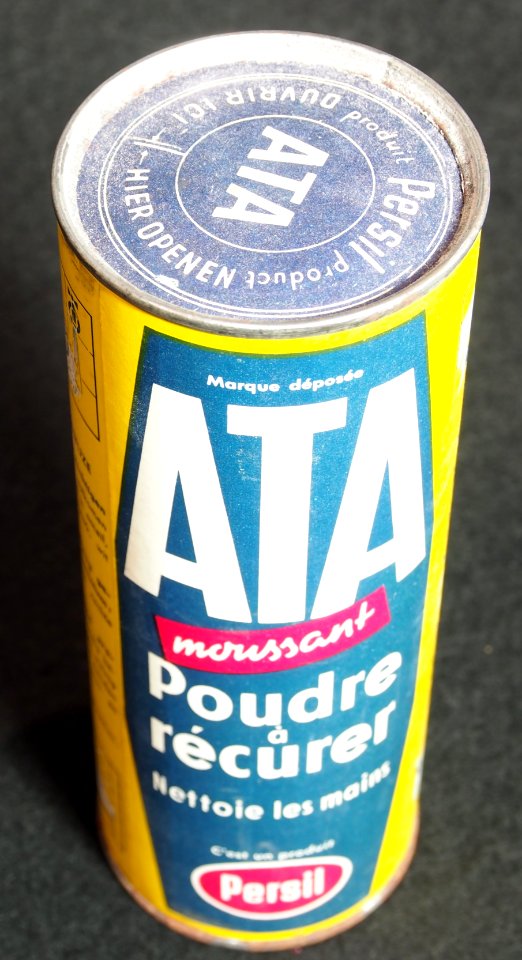 OUVRIR ICI
produit Persil product
HIER OPENEN
ATA
Marque déposée
ATA
moussant
Poudre
à
récurer
Nettoie les mains
C'est un produit
Persil